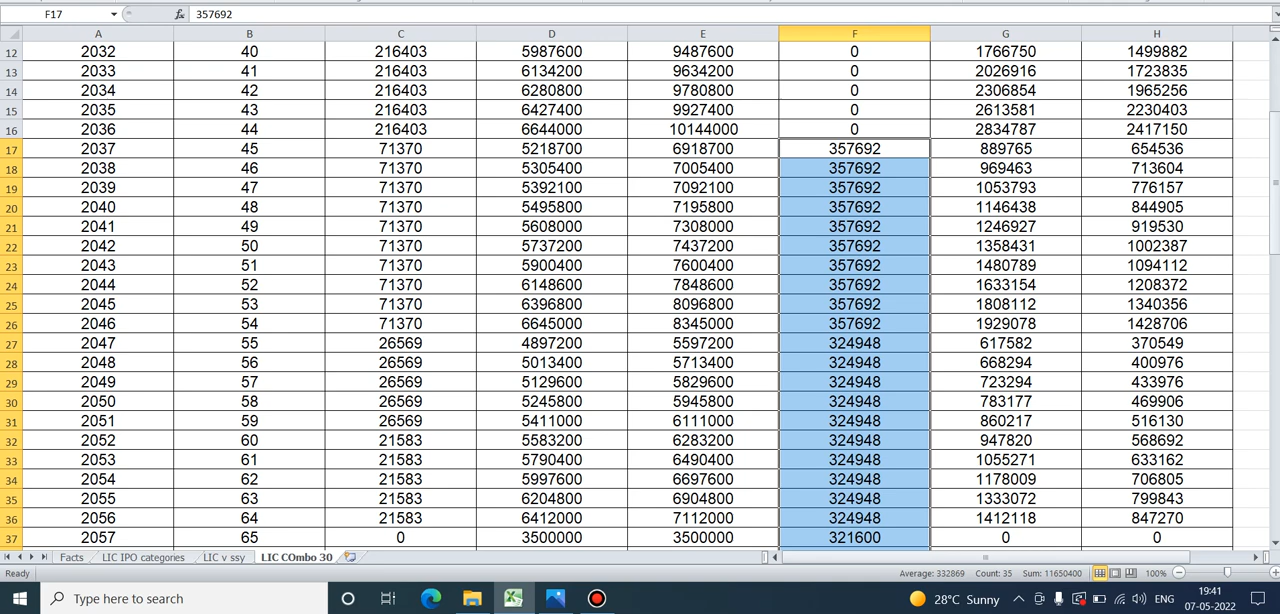 F17 fx 357692
A B C D E F G H
12 2032 40 216403 5987600 9487600 0 1766750 1499882
13 2033 41 216403 6134200 9634200 0 2026916 1723835
14 2034 42 216403 6280800 9780800 0 2306854 1965256
15 2035 43 216403 6427400 9927400 0 2613581 2230403
16 2036 44 216403 6644000 10144000 0 2834787 2417150
17 2037 45 71370 5218700 6918700 357692 889765 654536
18 2038 46 71370 5305400 7005400 357692 969463 713604
19 2039 47 71370 5392100 7092100 357692 1053793 776157
20 2040 48 71370 5495800 7195800 357692 1146438 844905
21 2041 49 71370 5608000 7308000 357692 1246927 919530
22 2042 50 71370 5737200 7437200 357692 1358431 1002387
23 2043 51 71370 5900400 7600400 357692 1480789 1094112
24 2044 52 71370 6148600 7848600 357692 1633154 1208372
25 2045 53 71370 6396800 8096800 357692 1808112 1340356
26 2046 54 71370 6645000 8345000 357692 1929078 1428706
27 2047 55 26569 4897200 5597200 324948 617582 370549
28 2048 56 26569 5013400 5713400 324948 668294 400976
29 2049 57 26569 5129600 5829600 324948 723294 433976
30 2050 58 26569 5245800 5945800 324948 783177 469906
31 2051 59 26569 5411000 6111000 324948 860217 516130
32 2052 60 21583 5583200 6283200 324948 947820 568692
33 2053 61 21583 5790400 6490400 324948 1055271 633162
34 2054 62 21583 5997600 6697600 324948 1178009 706805
35 2055 63 21583 6204800 6904800 324948 1333072 799843
36 2056 64 21583 6412000 7112000 324948 1412118 847270
37 2057 65 0 3500000 3500000 321600 0 0
Facts LIC IPO categories LIC v ssy LIC COmbo 30
Ready Average: 332869 Count: 35 Sum: 11650400 100%
Type here to search 28°C Sunny ENG 19:41
07-05-2022